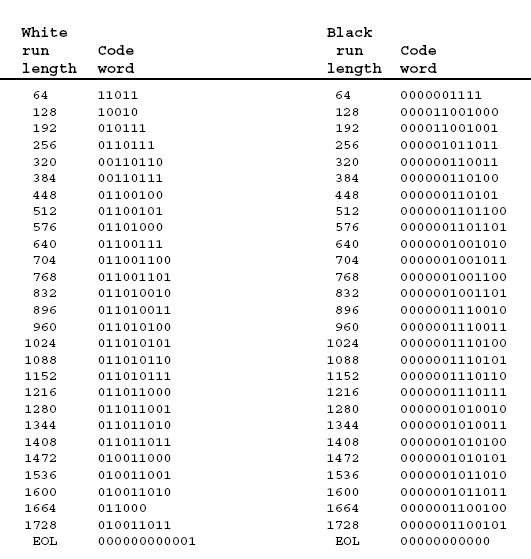 White Black
run Code run Code
length word length word
64 11011 64 0000001111
128 10010 128 000011001000
192 010111 192 000011001001
256 0110111 256 000001011011
320 00110110 320 000000110011
384 00110111 384 000000110100
448 01100100 448 000000110101
512 01100101 512 0000001101100
576 01101000 576 0000001101101
640 01100111 640 0000001001010
704 011001100 704 0000001001011
768 011001101 768 0000001001100
832 011010010 832 0000001001101
896 011010011 896 0000001110010
960 011010100 960 0000001110011
1024 011010101 1024 0000001110100
1088 011010110 1088 0000001110101
1152 011010111 1152 0000001110110
1216 011011000 1216 0000001110111
1280 011011001 1280 0000001010010
1344 011011010 1344 0000001010011
1408 011011011 1408 0000001010100
1472 010011000 1472 0000001010101
1536 010011001 1536 0000001011010
1600 010011010 1600 0000001011011
1664 011000 1664 0000001100100
1728 010011011 1728 0000001100101
EOL 000000000001 EOL 00000000000